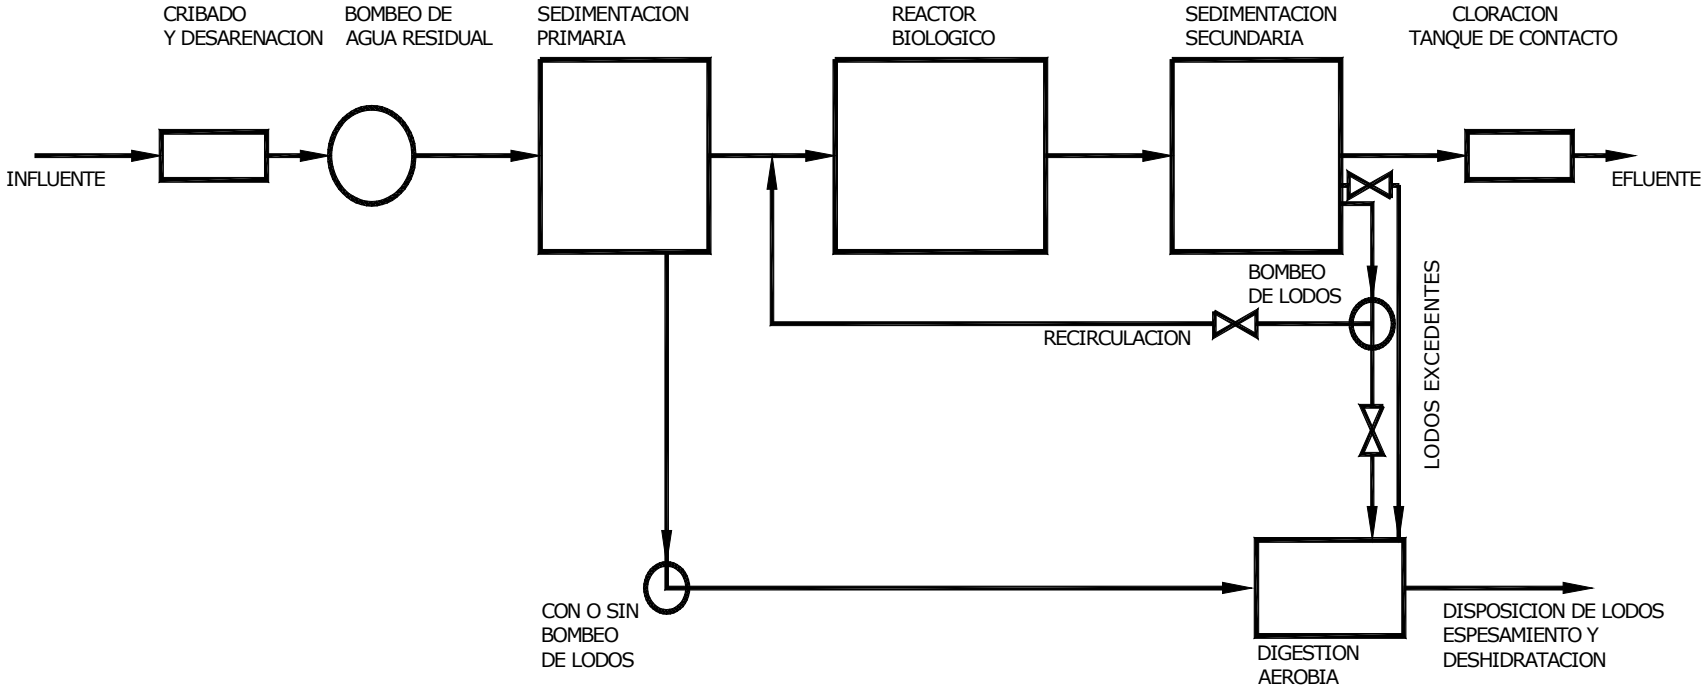 CRIBADO
Y DESARENACION
BOMBEO DE
AGUA RESIDUAL
SEDIMENTACION
PRIMARIA
REACTOR
BIOLOGICO
SEDIMENTACION
SECUNDARIA
CLORACION
TANQUE DE CONTACTO
INFLUENTE
EFLUENTE
BOMBEO
DE LODOS
RECIRCULACION
LODOS EXCEDENTES
CON O SIN
BOMBEO
DE LODOS
DIGESTION
AEROBIA
DISPOSICION DE LODOS
ESPESAMIENTO Y
DESHIDRATACION